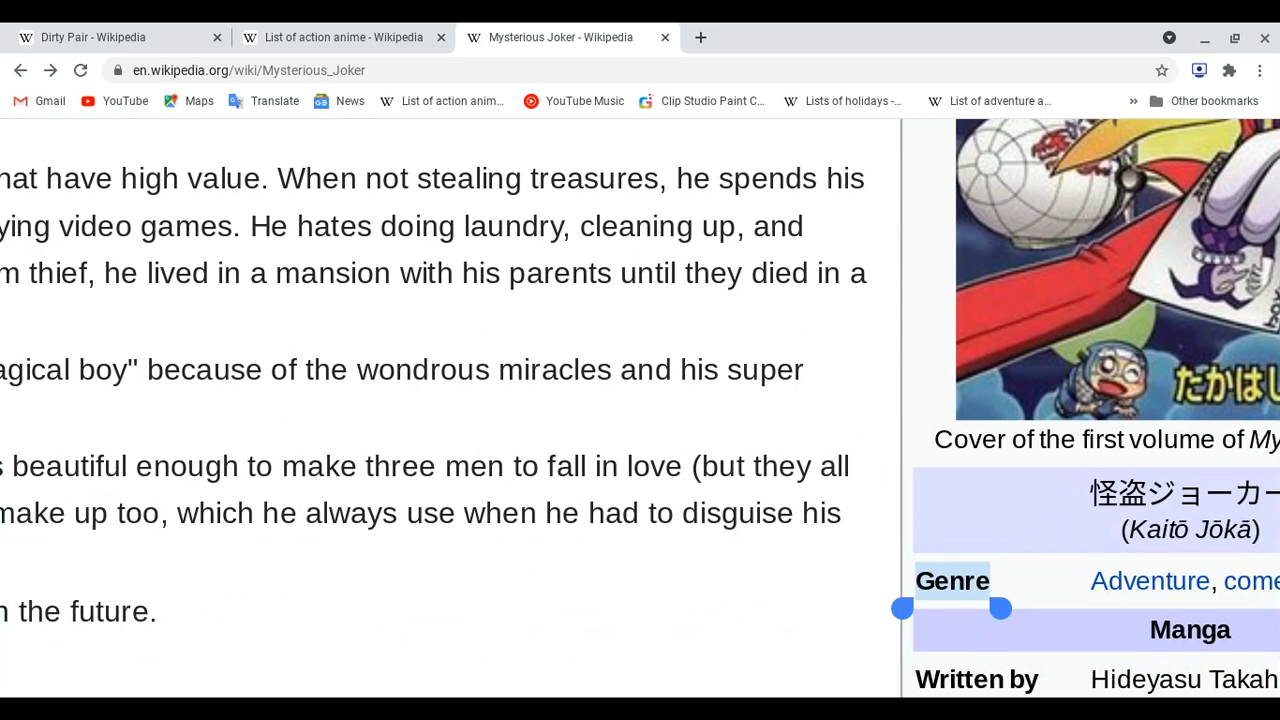 Dirty Pair - Wikipedia
List of action anime - Wikipedia
Mysterious Joker - Wikipedia
en.wikipedia.org/wiki/Mysterious_Joker
Gmail
YouTube
Maps
Translate
News
List of action anim...
YouTube Music
Clip Studio Paint C...
Lists of holidays -...
List of adventure a...
»
Other bookmarks
hat have high value. When not stealing treasures, he spends his
ying video games. He hates doing laundry, cleaning up, and
m thief, he lived in a mansion with his parents until they died in a
agical boy" because of the wondrous miracles and his super
s beautiful enough to make three men to fall in love (but they all
make up too, which he always use when he had to disguise his
n the future.
たかはし
Cover of the first volume of My
怪盗ジョーカー
(Kaitō Jōkā)
Genre Adventure, come
Manga
Written by Hideyasu Takah